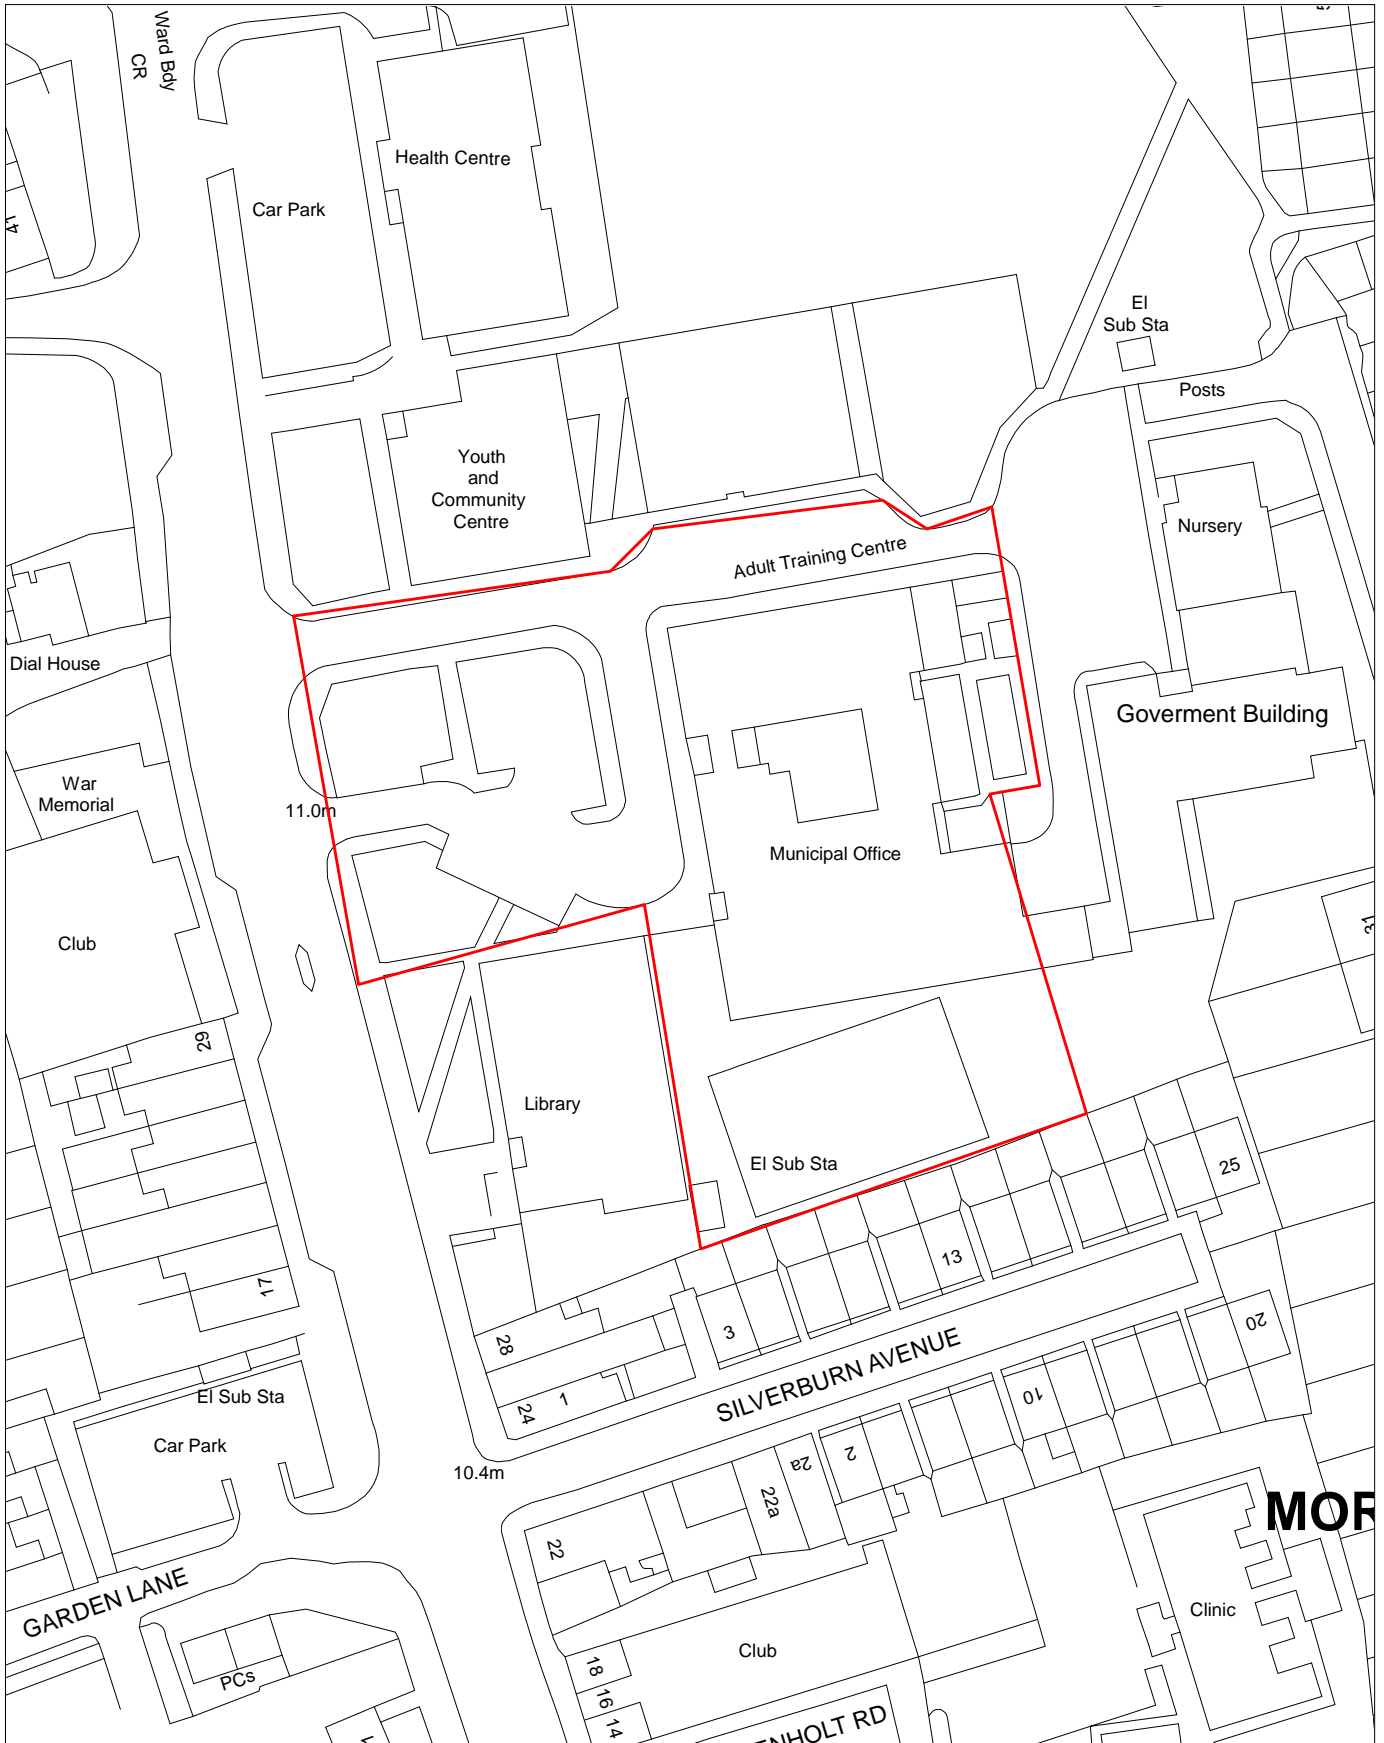 Ward Bdy
CR
Health Centre
Car Park
41
El
Sub Sta
Posts
Youth
and
Community
Centre
Nursery
Adult Training Centre
Dial House
Goverment Building
War
Memorial
11.0m
Municipal Office
Club
31
29
Library
El Sub Sta
25
13
17
3
28
20
SILVERBURN AVENUE
El Sub Sta
1
24
10
Car Park
2
2a
10.4m
22a
MOR
22
GARDEN LANE
Clinic
Club
18
PCs
16
14
ENHOLT RD